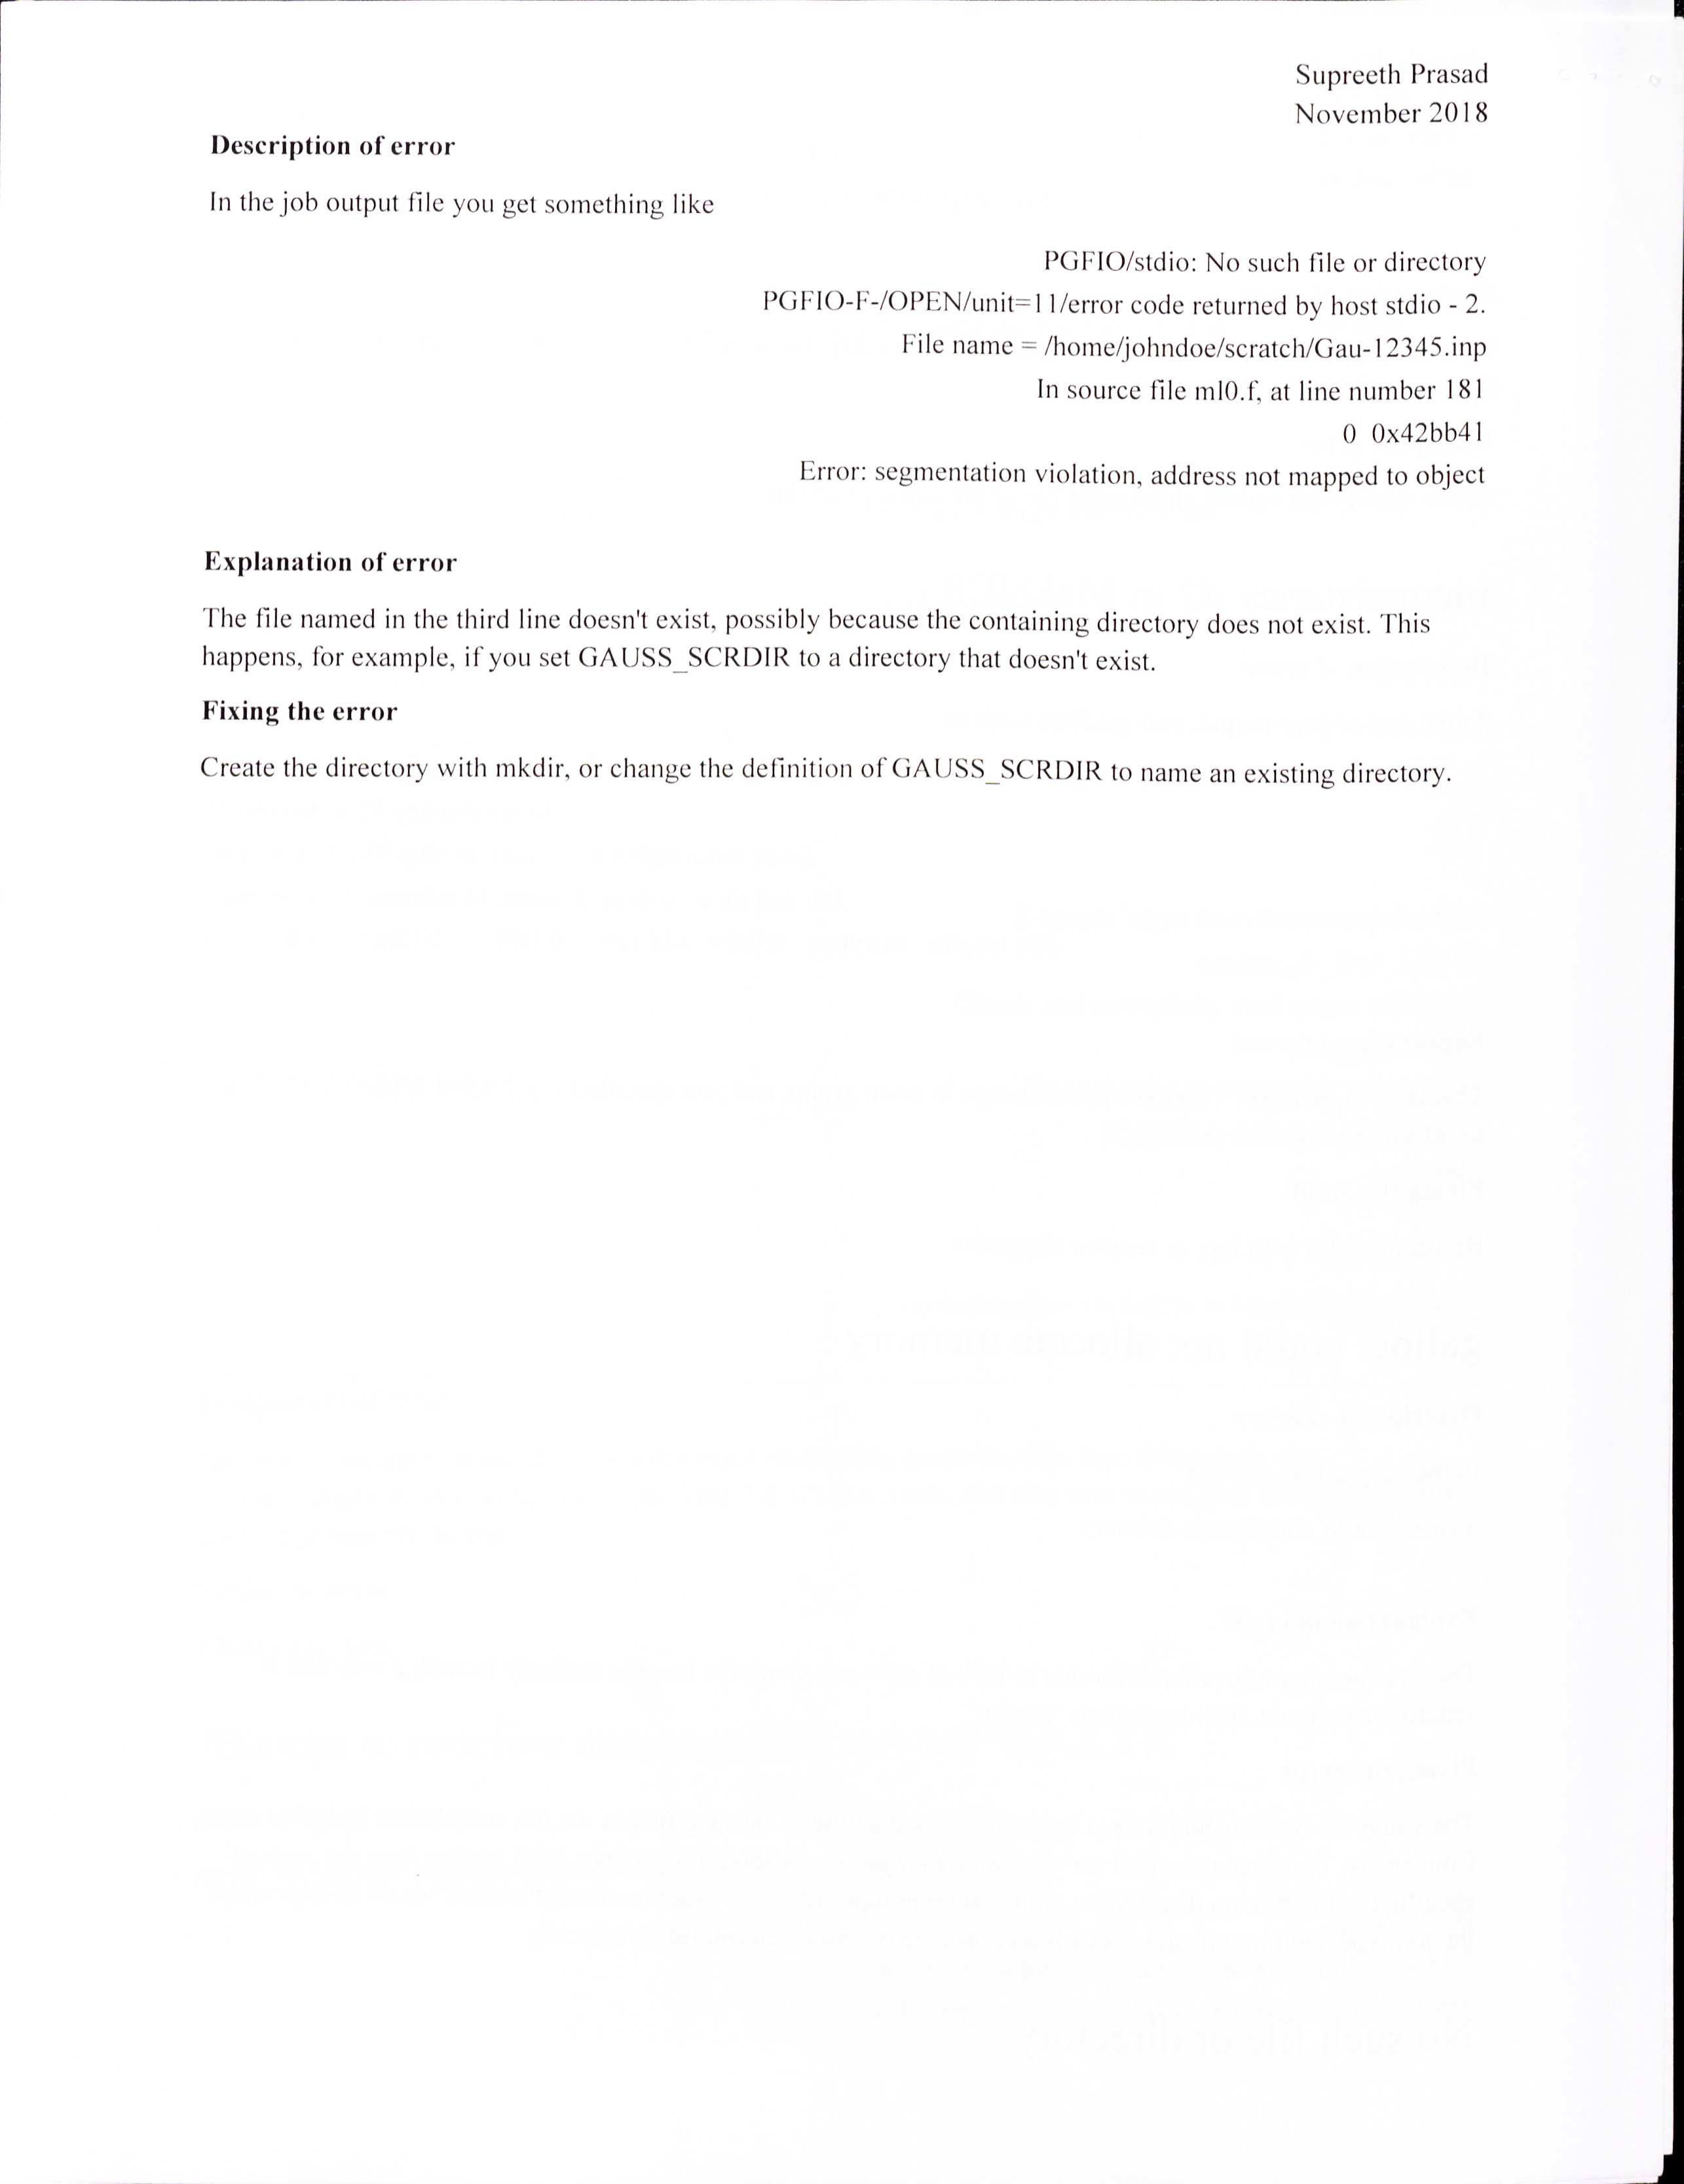 Supreeth Prasad
November 2018
Description of error
In the job output file you get something like
PGFIO/stdio: No such file or directory
PGFIO-F-/OPEN/unit=11/error code returned by host stdio - 2.
File name = /home/johndoe/scratch/Gau-12345.inp
In source file ml0.f, at line number 181
0 0x42bb41
Error: segmentation violation, address not mapped to object
Explanation of error
The file named in the third line doesn't exist, possibly because the containing directory does not exist. This
happens, for example, if you set GAUSS_SCRDIR to a directory that doesn't exist.
Fixing the error
Create the directory with mkdir, or change the definition of GAUSS_SCRDIR to name an existing directory.